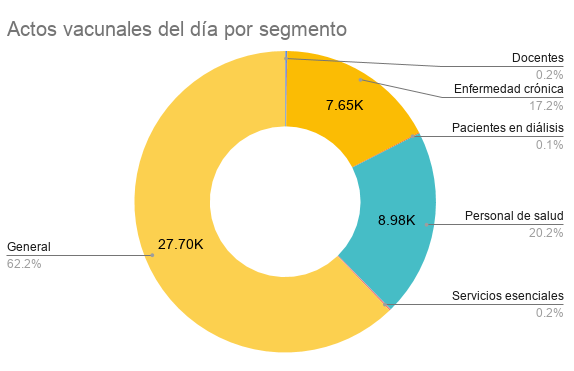 Actos vacunales del día por segmento
Docentes
0.2%
Enfermedad crónica
17.2%
7.65K
Pacientes en diálisis
0.1%
Personal de salud
20.2%
8.98K
27.70K
General
62.2%
Servicios esenciales
0.2%